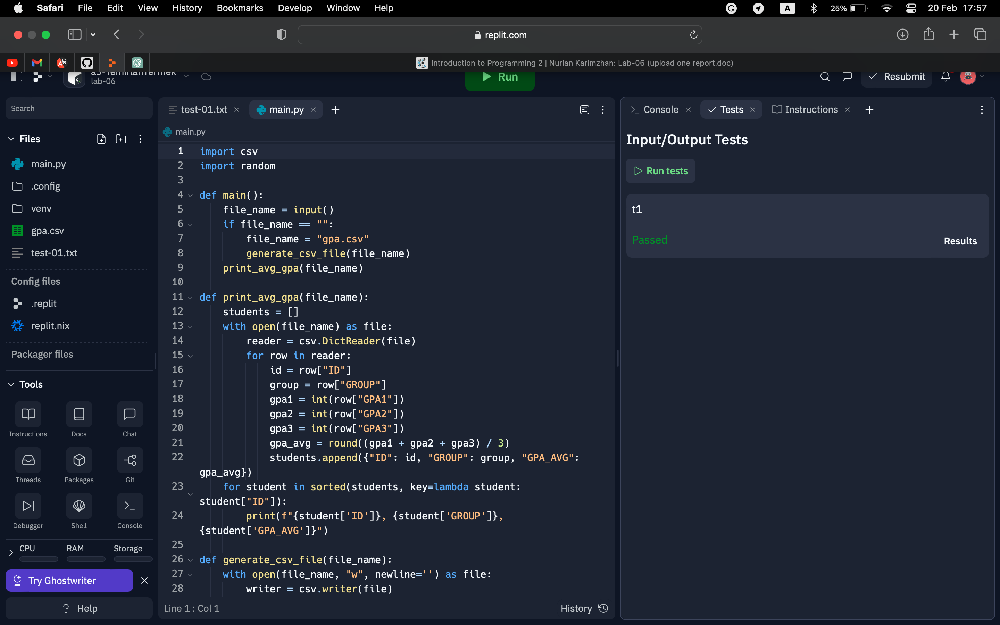 Safari File Edit View History Bookmarks Develop Window Help A 25% 20 Feb 17:57
replit.com
Introduction to Programming 2 | Nurlan Karimzhan: Lab-06 (upload one report.doc)
lab-06
Run
Resubmit
Search
Files
main.py
.config
venv
gpa.csv
test-01.txt
Config files
.replit
replit.nix
Packager files
Tools
Instructions Docs Chat
Threads Packages Git
Debugger Shell Console
CPU RAM Storage
Try Ghostwriter
? Help
test-01.txt main.py
main.py
1 import csv
2 import random
3
4 def main():
5 file_name = input()
6 if file_name == "":
7 file_name = "gpa.csv"
8 generate_csv_file(file_name)
9 print_avg_gpa(file_name)
10
11 def print_avg_gpa(file_name):
12 students = []
13 with open(file_name) as file:
14 reader = csv.DictReader(file)
15 for row in reader:
16 id = row["ID"]
17 group = row["GROUP"]
18 gpa1 = int(row["GPA1"])
19 gpa2 = int(row["GPA2"])
20 gpa3 = int(row["GPA3"])
21 gpa_avg = round((gpa1 + gpa2 + gpa3) / 3)
22 students.append({"ID": id, "GROUP": group, "GPA_AVG":
gpa_avg})
23 for student in sorted(students, key=lambda student:
student["ID"]):
24 print(f"{student['ID']}, {student['GROUP']},
{student['GPA_AVG']}")
25
26 def generate_csv_file(file_name):
27 with open(file_name, "w", newline='') as file:
28 writer = csv.writer(file)
Line 1 : Col 1 History
Console Tests Instructions
Input/Output Tests
Run tests
t1
Passed
Results